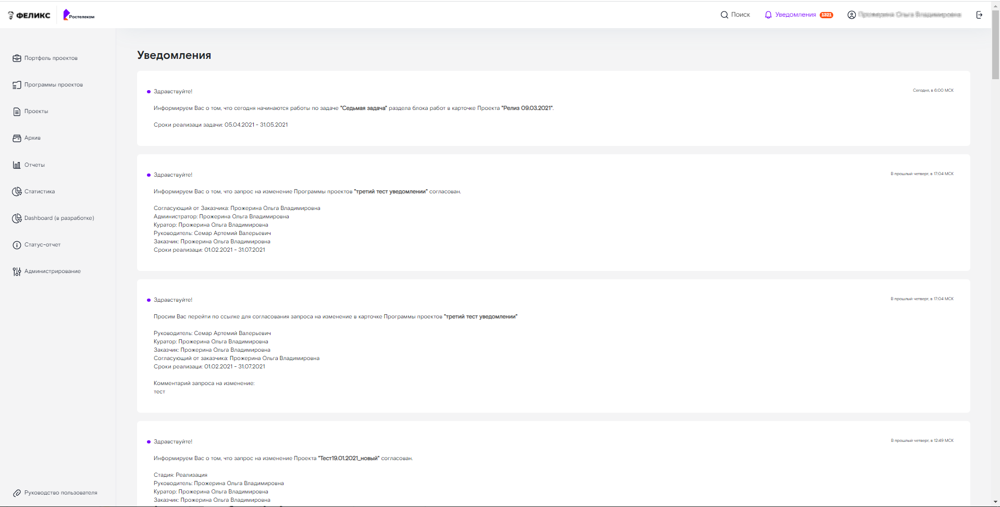 ФЕЛИКС
Ростелеком
Поиск
Уведомления 1321
Портфель проектов
Программы проектов
Проекты
Архив
Отчеты
Статистика
Dashboard (в разработке)
Статус-отчет
Администрирование
Руководство пользователя
Уведомления
Здравствуйте!
Сегодня, в 6:00 МСК
Информируем Вас о том, что сегодня начинаются работы по задаче "Седьмая задача" раздела блока работ в карточке Проекта "Релиз 09.03.2021".
Сроки реализаци задачи: 05.04.2021 - 31.05.2021
Здравствуйте!
В прошлый четверг, в 17:04 МСК
Информируем Вас о том, что запрос на изменение Программы проектов "третий тест уведомлении" согласован.
Согласующий от Заказчика: Прожерина Ольга Владимировна
Администратор: Прожерина Ольга Владимировна
Куратор: Прожерина Ольга Владимировна
Руководитель: Семар Артемий Валерьевич
Заказчик: Прожерина Ольга Владимировна
Сроки реализаци: 01.02.2021 - 31.07.2021
Здравствуйте!
В прошлый четверг, в 17:04 МСК
Просим Вас перейти по ссылке для согласования запроса на изменение в карточке Программы проектов "третий тест уведомлении"
Руководитель: Семар Артемий Валерьевич
Куратор: Прожерина Ольга Владимировна
Заказчик: Прожерина Ольга Владимировна
Согласующий от заказчика: Прожерина Ольга Владимировна
Сроки реализаци: 01.02.2021 - 31.07.2021
Комментарий запроса на изменение:
тест
Здравствуйте!
В прошлый четверг, в 12:49 МСК
Информируем Вас о том, что запрос на изменение Проекта "Тест19.01.2021_новый" согласован.
Стадия: Реализация
Руководитель: Прожерина Ольга Владимировна
Куратор: Прожерина Ольга Владимировна
Заказчик: Прожерина Ольга Владимировна